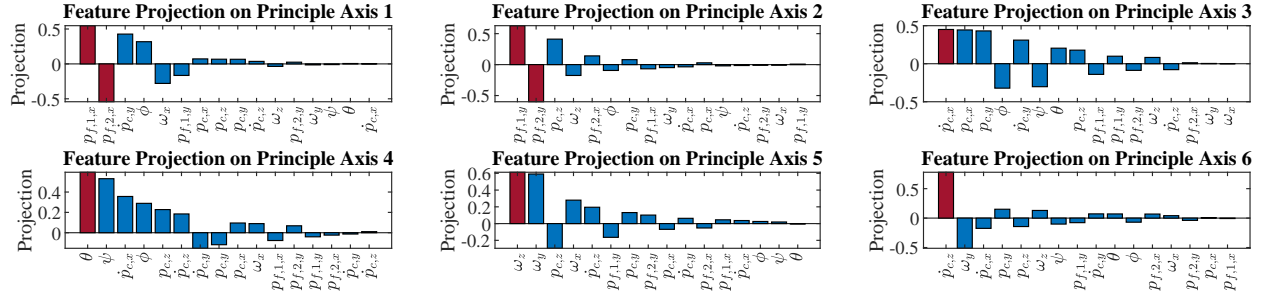 Feature Projection on Principle Axis 1
Projection
0.5
0
-0.5
p_{f,1,x} p_{f,2,x} ṗ_{c,y} ϕ ω_x p_{f,1,y} p_{c,x} p_{c,z} p_{c,y} ṗ_{c,z} ω_z p_{f,2,y} ω_y ψ θ ṗ_{c,x}
Feature Projection on Principle Axis 2
Projection
0.5
0
-0.5
p_{f,1,y} p_{f,2,y} p_{c,z} ω_z p_{f,2,x} ϕ p_{c,y} p_{f,1,x} ω_y ṗ_{c,x} p_{c,x} ψ ṗ_{c,z} θ ω_x p_{f,1,y}
Feature Projection on Principle Axis 3
Projection
0.5
0
-0.5
ṗ_{c,x} p_{c,x} p_{c,y} ϕ ṗ_{c,y} ψ θ p_{c,z} p_{f,1,x} p_{f,1,y} p_{f,2,y} ω_z ṗ_{c,z} p_{f,2,x} ω_y ω_x
Feature Projection on Principle Axis 4
Projection
0.4
0.2
0
θ ψ ṗ_{c,x} ϕ p_{c,z} ṗ_{c,z} ṗ_{c,y} p_{c,y} p_{c,x} ω_x p_{f,1,x} p_{f,2,y} p_{f,1,y} p_{f,2,x} ṗ_{c,y} ṗ_{c,z}
Feature Projection on Principle Axis 5
Projection
0.6
0.4
0.2
0
-0.2
ω_z ω_y p_{c,z} ω_x ṗ_{c,z} p_{f,1,y} p_{c,y} p_{f,2,y} p_{c,x} ṗ_{c,y} p_{f,2,x} p_{f,1,x} ṗ_{c,x} ϕ ψ θ
Feature Projection on Principle Axis 6
Projection
0.5
0
-0.5
ṗ_{c,z} ω_y ṗ_{c,x} p_{c,y} p_{c,z} ω_z ψ p_{f,1,y} ṗ_{c,y} θ ϕ p_{f,2,x} ω_x p_{f,2,y} p_{c,x} p_{f,1,x}